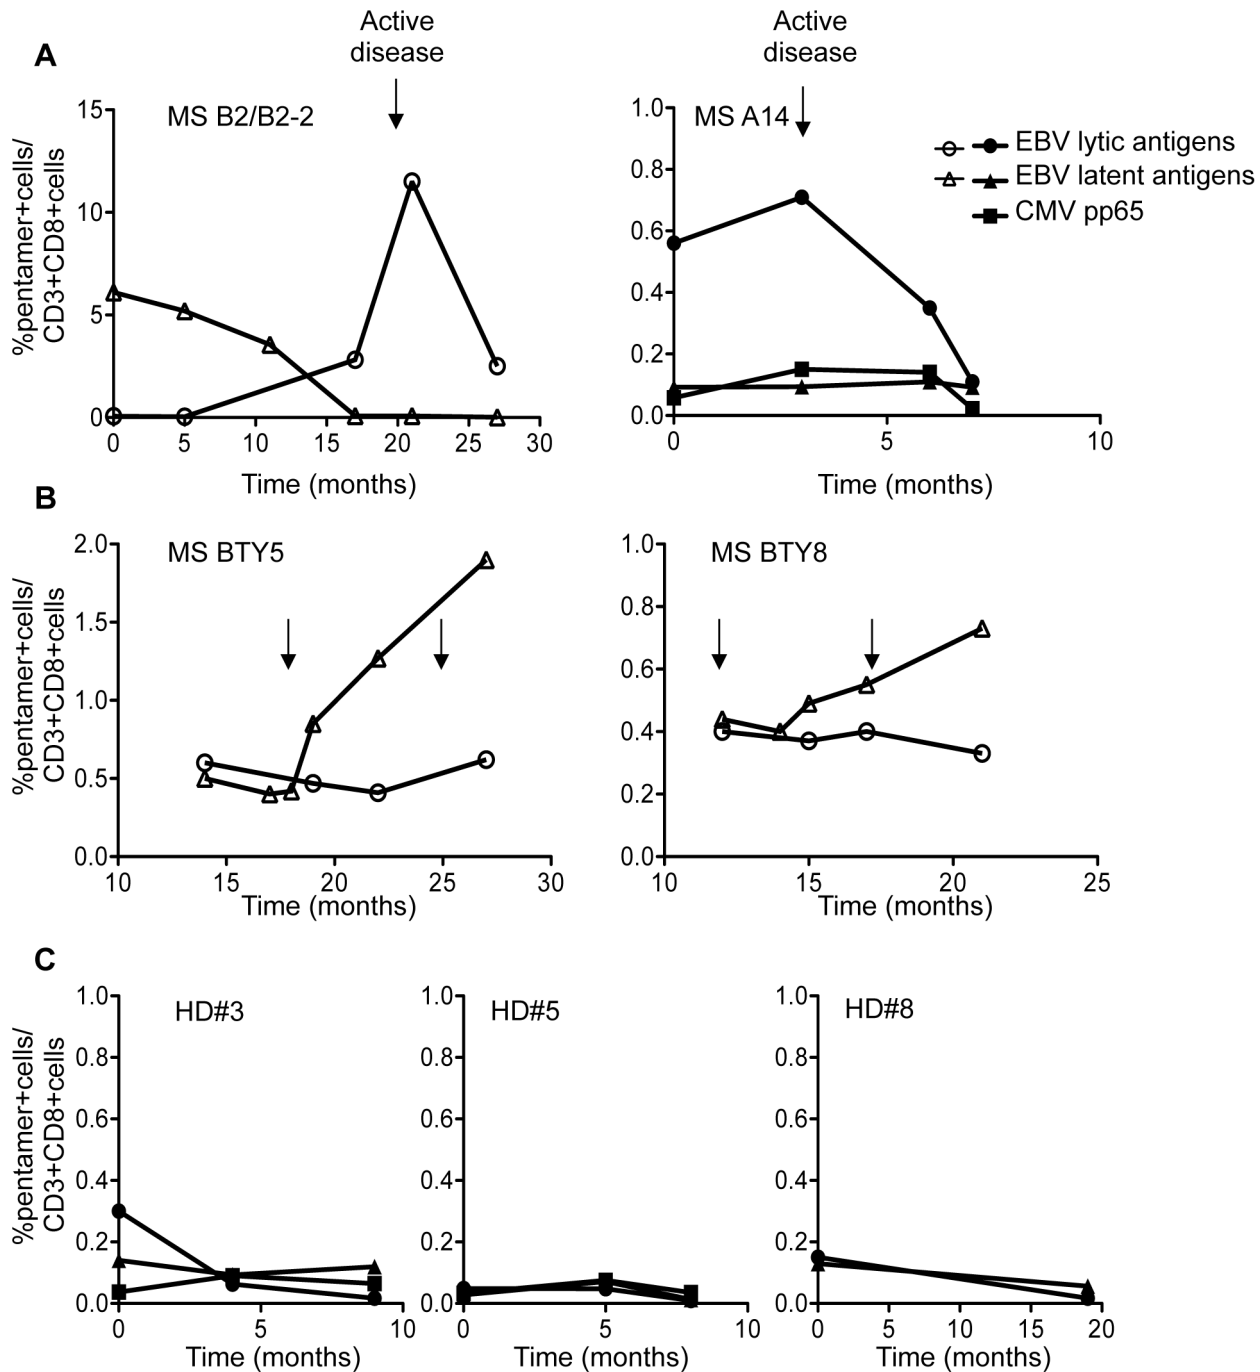 A
Active
disease
Active
disease
MS B2/B2-2
MS A14
EBV lytic antigens
EBV latent antigens
CMV pp65
%pentamer+cells/
CD3+CD8+cells
15
10
5
0
0 5 10 15 20 25 30
Time (months)
1.0
0.8
0.6
0.4
0.2
0.0
0 5 10
Time (months)
B
MS BTY5
%pentamer+cells/
CD3+CD8+cells
2.0
1.5
1.0
0.5
0.0
10 15 20 25 30
Time (months)
MS BTY8
1.0
0.8
0.6
0.4
0.2
0.0
10 15 20 25
Time (months)
C
HD#3
%pentamer+cells/
CD3+CD8+cells
1.0
0.8
0.6
0.4
0.2
0.0
0 5 10
Time (months)
HD#5
1.0
0.8
0.6
0.4
0.2
0.0
0 5 10
Time (months)
HD#8
1.0
0.8
0.6
0.4
0.2
0.0
0 5 10 15 20
Time (months)